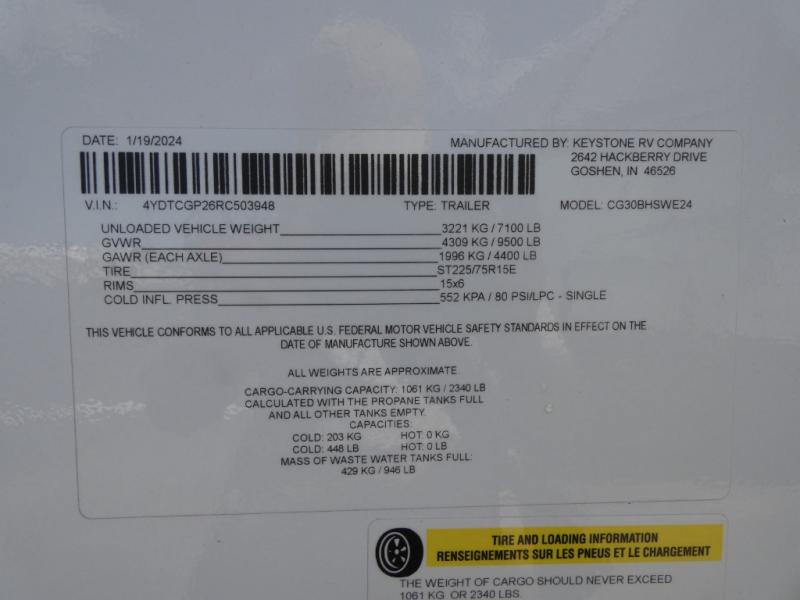 DATE: 1/19/2024 MANUFACTURED BY: KEYSTONE RV COMPANY
2642 HACKBERRY DRIVE
GOSHEN, IN 46526
V.I.N.: 4YDTCGP26RC503948 TYPE: TRAILER MODEL: CG30BHSWE24
UNLOADED VEHICLE WEIGHT 3221 KG / 7100 LB
GVWR 4309 KG / 9500 LB
GAWR (EACH AXLE) 1996 KG / 4400 LB
TIRE ST225/75R15E
RIMS 15x6
COLD INFL. PRESS 552 KPA / 80 PSI/LPC - SINGLE
THIS VEHICLE CONFORMS TO ALL APPLICABLE U.S. FEDERAL MOTOR VEHICLE SAFETY STANDARDS IN EFFECT ON THE
DATE OF MANUFACTURE SHOWN ABOVE.
ALL WEIGHTS ARE APPROXIMATE
CARGO-CARRYING CAPACITY: 1061 KG / 2340 LB
CALCULATED WITH THE PROPANE TANKS FULL
AND ALL OTHER TANKS EMPTY.
CAPACITIES:
COLD: 203 KG HOT: 0 KG
COLD: 448 LB HOT: 0 LB
MASS OF WASTE WATER TANKS FULL:
429 KG / 946 LB
TIRE AND LOADING INFORMATION
RENSEIGNEMENTS SUR LES PNEUS ET LE CHARGEMENT
THE WEIGHT OF CARGO SHOULD NEVER EXCEED
1061 KG OR 2340 LBS.